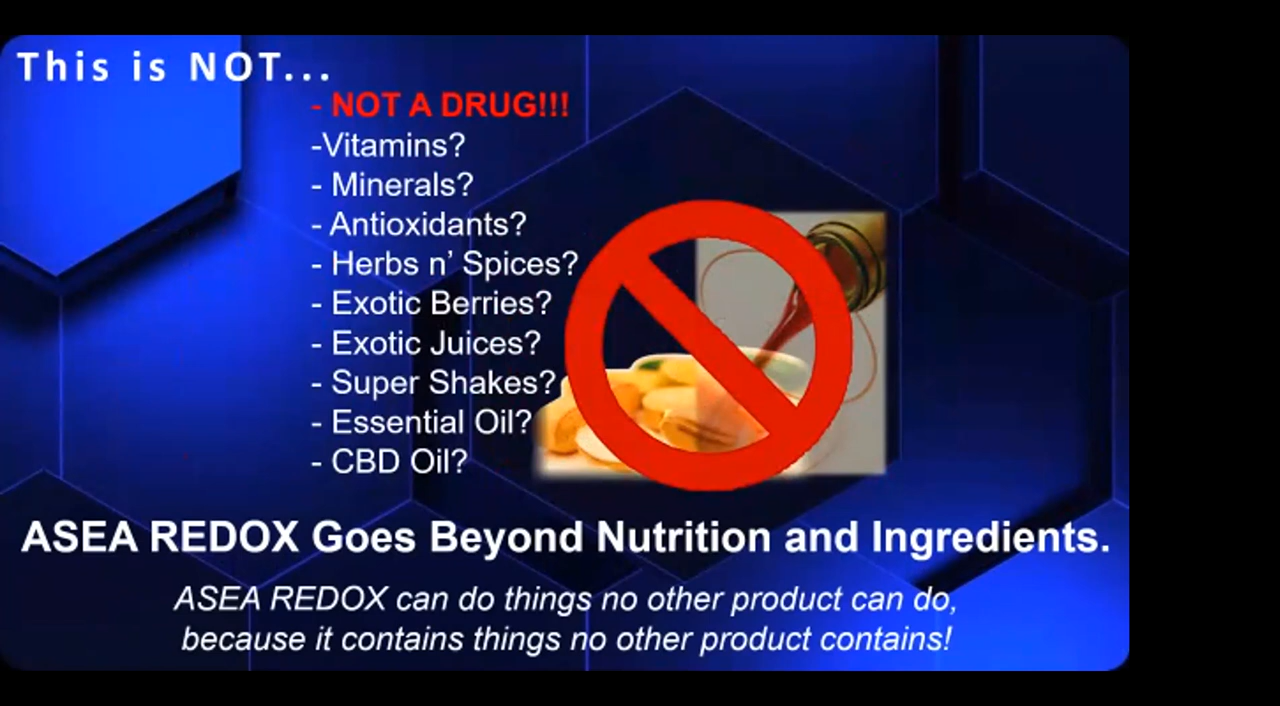 This is NOT...
- NOT A DRUG!!!
-Vitamins?
- Minerals?
- Antioxidants?
- Herbs n’ Spices?
- Exotic Berries?
- Exotic Juices?
- Super Shakes?
- Essential Oil?
- CBD Oil?
ASEA REDOX Goes Beyond Nutrition and Ingredients.
ASEA REDOX can do things no other product can do,
because it contains things no other product contains!